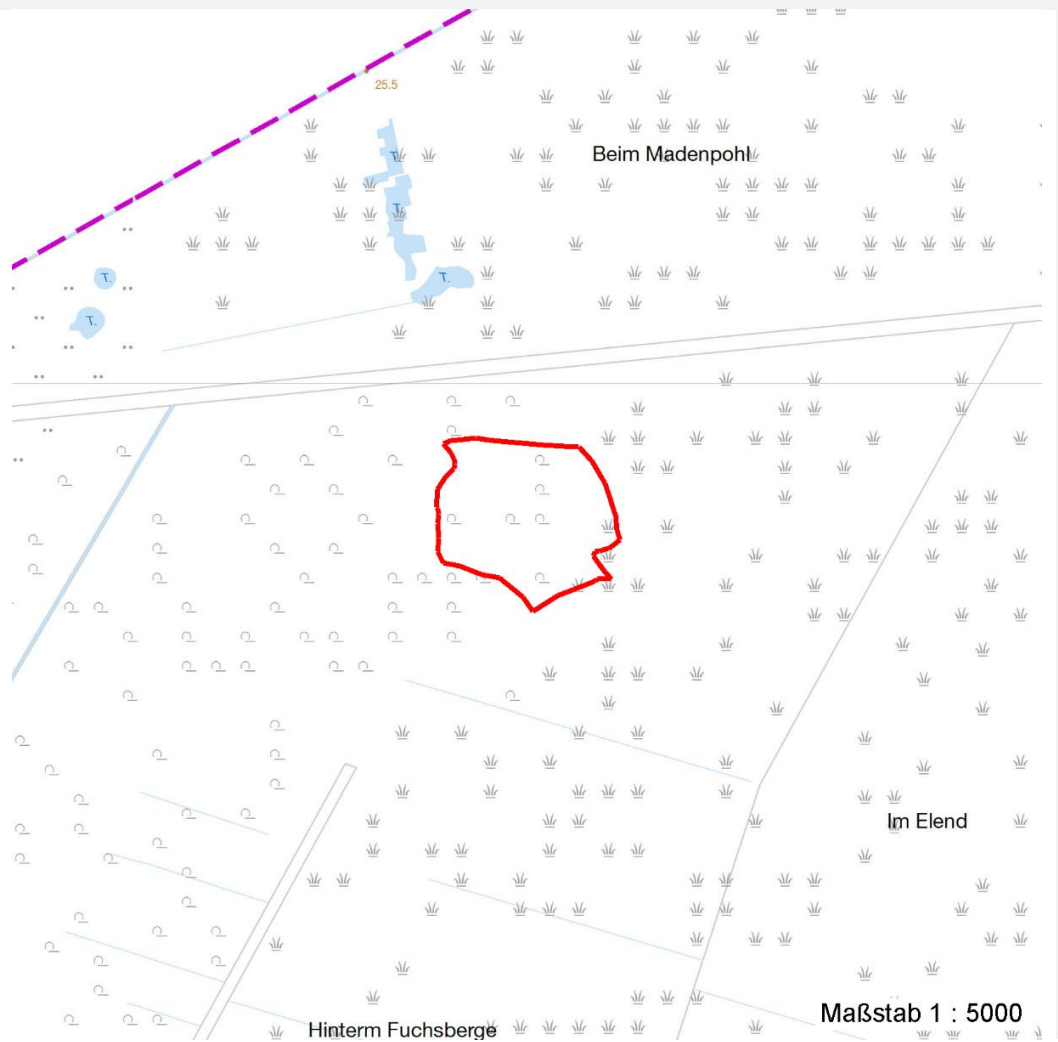 25.5
T.
Beim Madenpohl
T.
T.
T.
T.
Im Elend
Maßstab 1 : 5000
Hinterm Fuchsberge